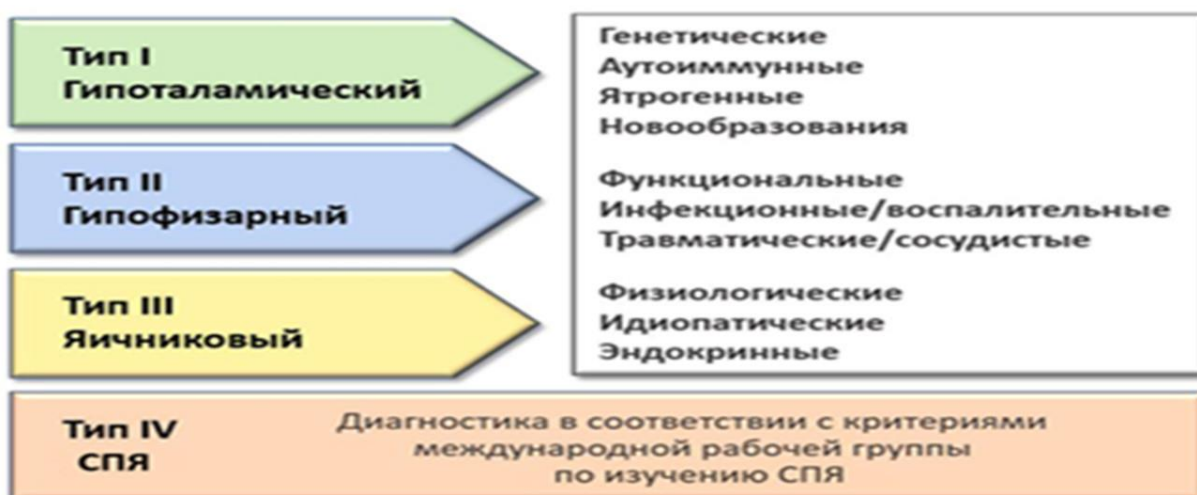 Тип I
Гипоталамический
Тип II
Гипофизарный
Тип III
Яичниковый
Генетические
Аутоиммунные
Ятрогенные
Новообразования
Функциональные
Инфекционные/воспалительные
Травматические/сосудистые
Физиологические
Идиопатические
Эндокринные
Тип IV
СПЯ
Диагностика в соответствии с критериями
международной рабочей группы
по изучению СПЯ